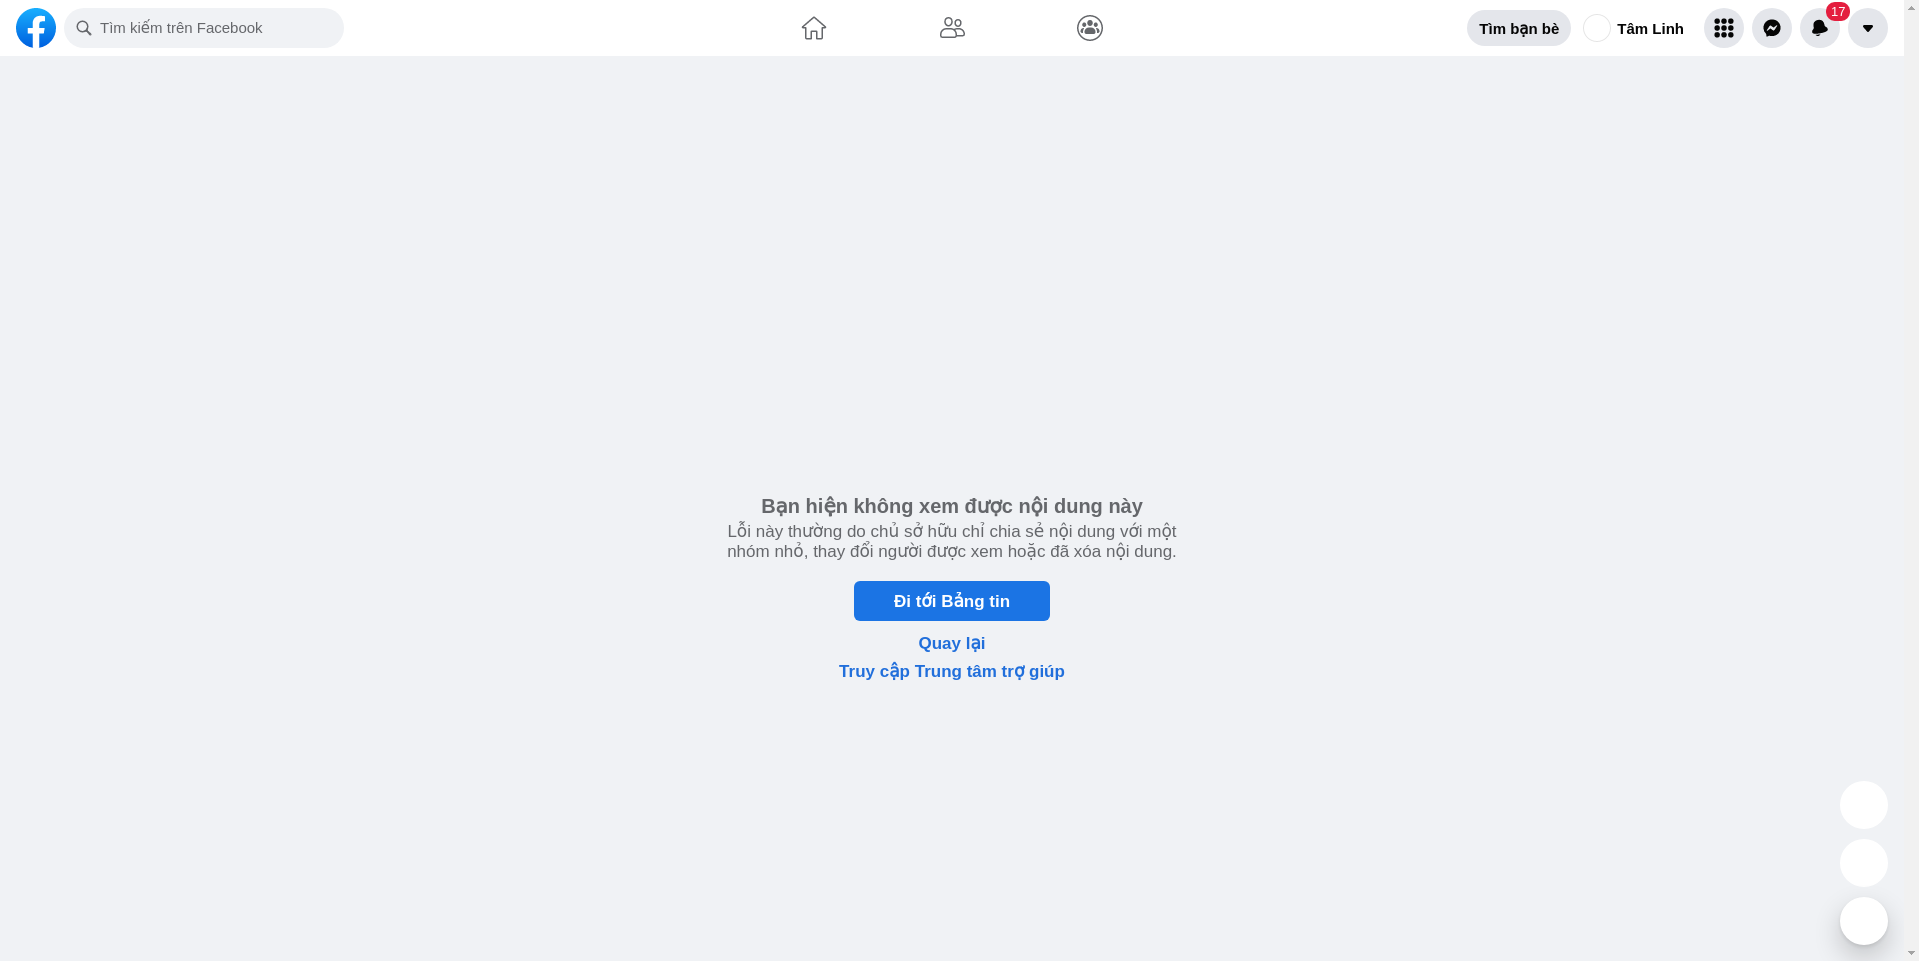 Tìm kiếm trên Facebook
Tìm bạn bè
Tâm Linh
17
Bạn hiện không xem được nội dung này
Lỗi này thường do chủ sở hữu chỉ chia sẻ nội dung với một
nhóm nhỏ, thay đổi người được xem hoặc đã xóa nội dung.
Đi tới Bảng tin
Quay lại
Truy cập Trung tâm trợ giúp